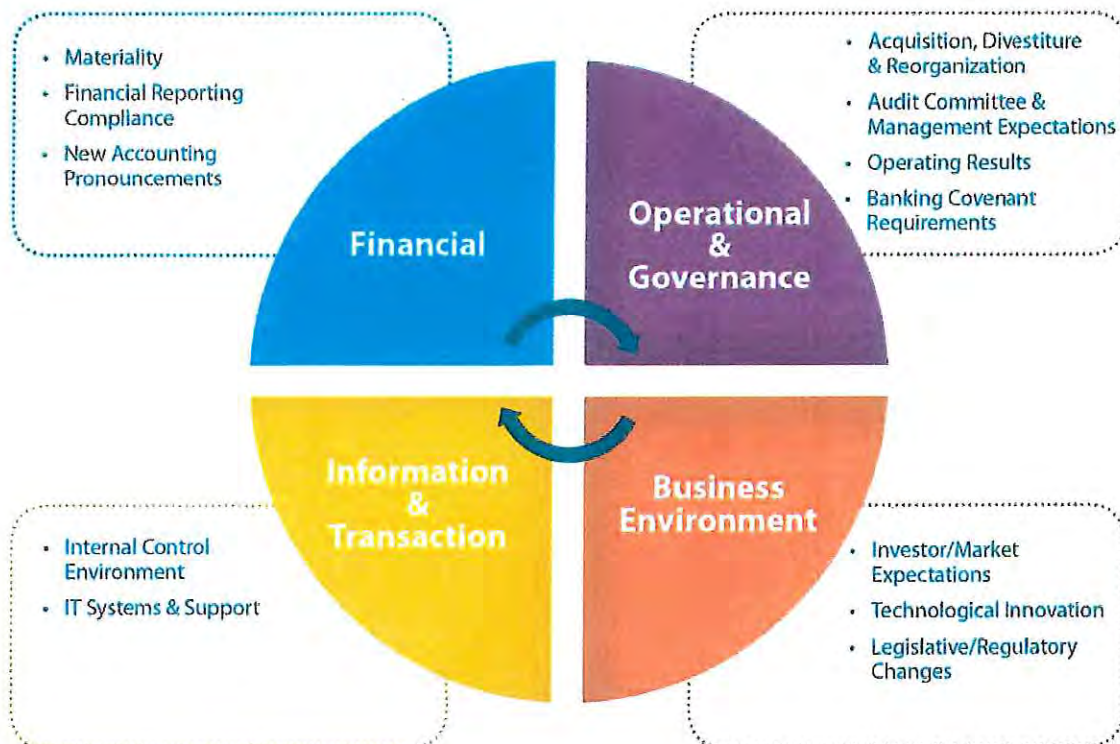 • Materiality
• Financial Reporting
Compliance
• New Accounting
Pronouncements
Financial
• Acquisition, Divestiture
& Reorganization
• Audit Committee &
Management Expectations
• Operating Results
• Banking Covenant
Requirements
Operational
&
Governance
Information
&
Transaction
• Internal Control
Environment
• IT Systems & Support
Business
Environment
• Investor/Market
Expectations
• Technological Innovation
• Legislative/Regulatory
Changes